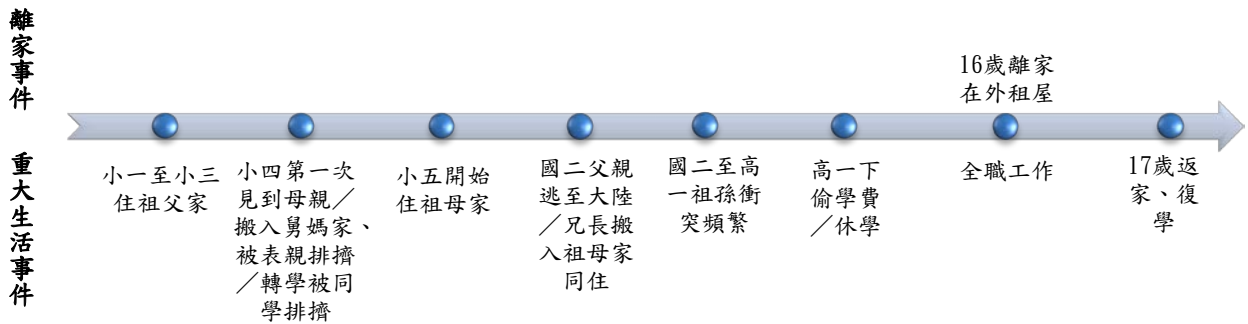 離家事件
16歲離家
在外租屋
重大生活事件
小一至小三
住祖父家
小四第一次
見到母親／
搬入舅媽家、
被表親排擠
／轉學被同
學排擠
小五開始
住祖母家
國二父親
逃至大陸
／兄長搬
入祖母家
同住
國二至高
一祖孫衝
突頻繁
高一下
偷學費
／休學
全職工作
17歲返
家、復
學